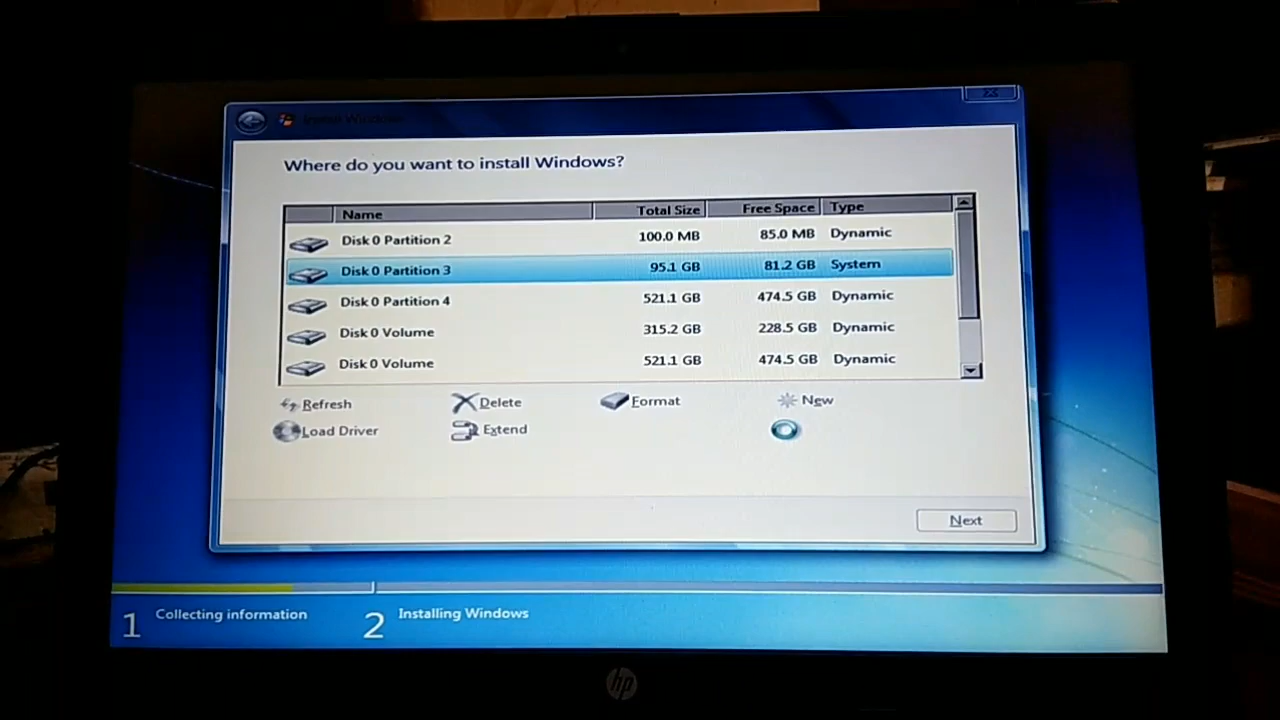 Install Windows
Where do you want to install Windows?
Name Total Size Free Space Type
Disk 0 Partition 2 100.0 MB 85.0 MB Dynamic
Disk 0 Partition 3 95.1 GB 81.2 GB System
Disk 0 Partition 4 521.1 GB 474.5 GB Dynamic
Disk 0 Volume 315.2 GB 228.5 GB Dynamic
Disk 0 Volume 521.1 GB 474.5 GB Dynamic
Refresh Delete Format New
Load Driver Extend
Next
1 Collecting information 2 Installing Windows
hp